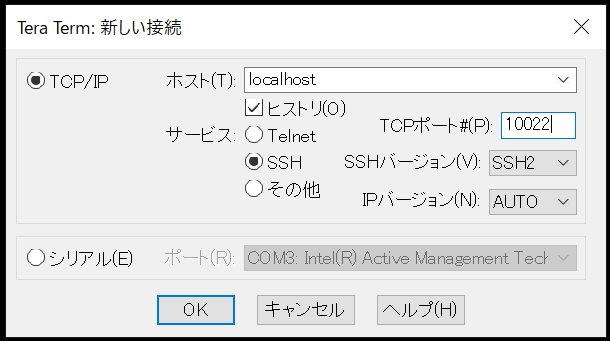 Tera Term: 新しい接続
TCP/IP
ホスト(T): localhost
ヒストリ(O)
サービス: Telnet
TCPポート#(P): 10022
SSH
SSHバージョン(V): SSH2
その他
IPバージョン(N): AUTO
シリアル(E)
ポート(R): COM3: Intel(R) Active Management Tech
OK
キャンセル
ヘルプ(H)